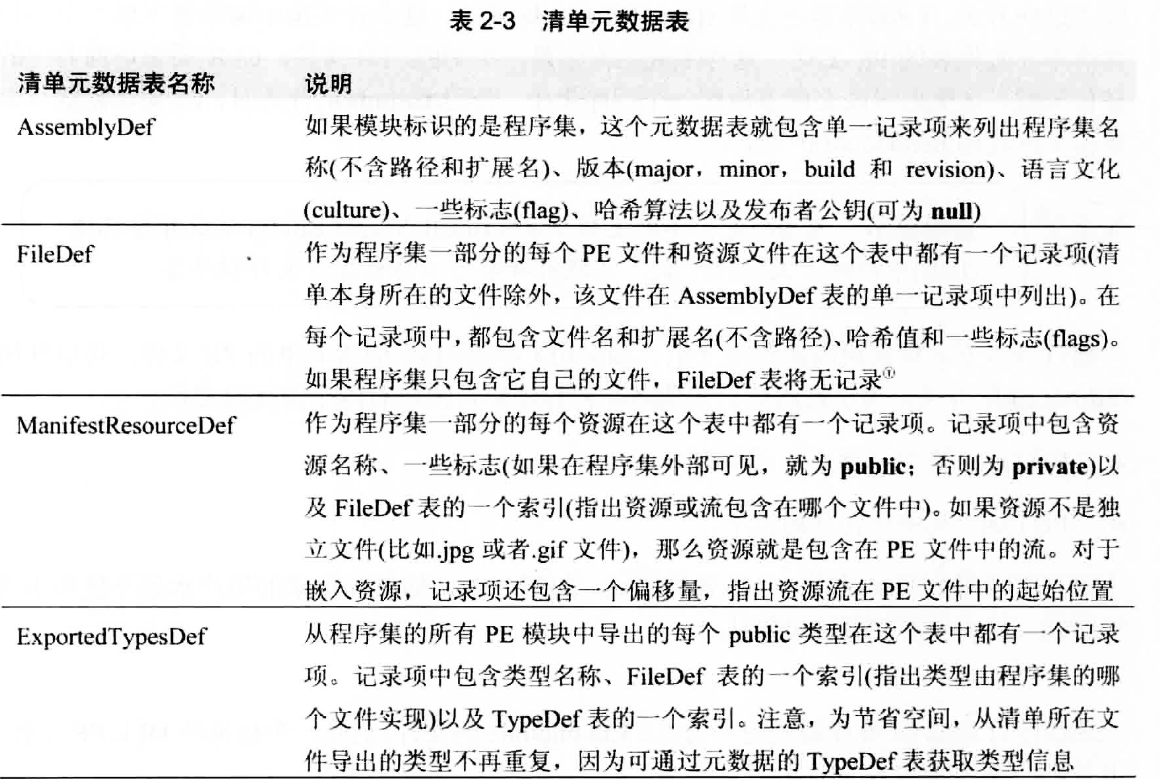 表 2-3 清单元数据表
清单元数据表名称 说明
AssemblyDef 如果模块标识的是程序集，这个元数据表就包含单一记录项来列出程序集名
称(不含路径和扩展名)、版本(major，minor，build 和 revision)、语言文化
(culture)、一些标志(flag)、哈希算法以及发布者公钥(可为 null)
FileDef 作为程序集一部分的每个 PE 文件和资源文件在这个表中都有一个记录项(清
单本身所在的文件除外，该文件在 AssemblyDef 表的单一记录项中列出)。在
每个记录项中，都包含文件名和扩展名(不含路径)、哈希值和一些标志(flags)。
如果程序集只包含它自己的文件，FileDef 表将无记录①
ManifestResourceDef 作为程序集一部分的每个资源在这个表中都有一个记录项。记录项中包含资
源名称、一些标志(如果在程序集外部可见，就为 public；否则为 private)以
及 FileDef 表的一个索引(指出资源或流包含在哪个文件中)。如果资源不是独
立文件(比如.jpg 或者.gif 文件)，那么资源就是包含在 PE 文件中的流。对于
嵌入资源，记录项还包含一个偏移量，指出资源流在 PE 文件中的起始位置
ExportedTypesDef 从程序集的所有 PE 模块中导出的每个 public 类型在这个表中都有一个记录
项。记录项中包含类型名称、FileDef 表的一个索引(指出类型由程序集的哪
个文件实现)以及 TypeDef 表的一个索引。注意，为节省空间，从清单所在文
件导出的类型不再重复，因为可通过元数据的 TypeDef 表获取类型信息